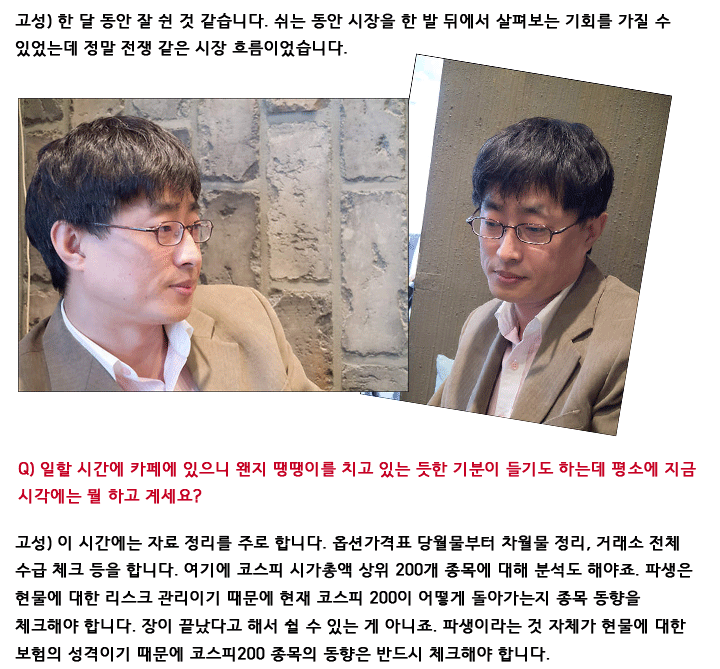 고성) 한 달 동안 잘 쉰 것 같습니다. 쉬는 동안 시장을 한 발 뒤에서 살펴보는 기회를 가질 수
있었는데 정말 전쟁 같은 시장 흐름이었습니다.
Q) 일할 시간에 카페에 있으니 왠지 땡땡이를 치고 있는 듯한 기분이 들기도 하는데 평소에 지금
시각에는 뭘 하고 계세요?
고성) 이 시간에는 자료 정리를 주로 합니다. 옵션가격표 당월물부터 차월물 정리, 거래소 전체
수급 체크 등을 합니다. 여기에 코스피 시가총액 상위 200개 종목에 대해 분석도 해야죠. 파생은
현물에 대한 리스크 관리이기 때문에 현재 코스피 200이 어떻게 돌아가는지 종목 동향을
체크해야 합니다. 장이 끝났다고 해서 쉴 수 있는 게 아니죠. 파생이라는 것 자체가 현물에 대한
보험의 성격이기 때문에 코스피200 종목의 동향은 반드시 체크해야 합니다.